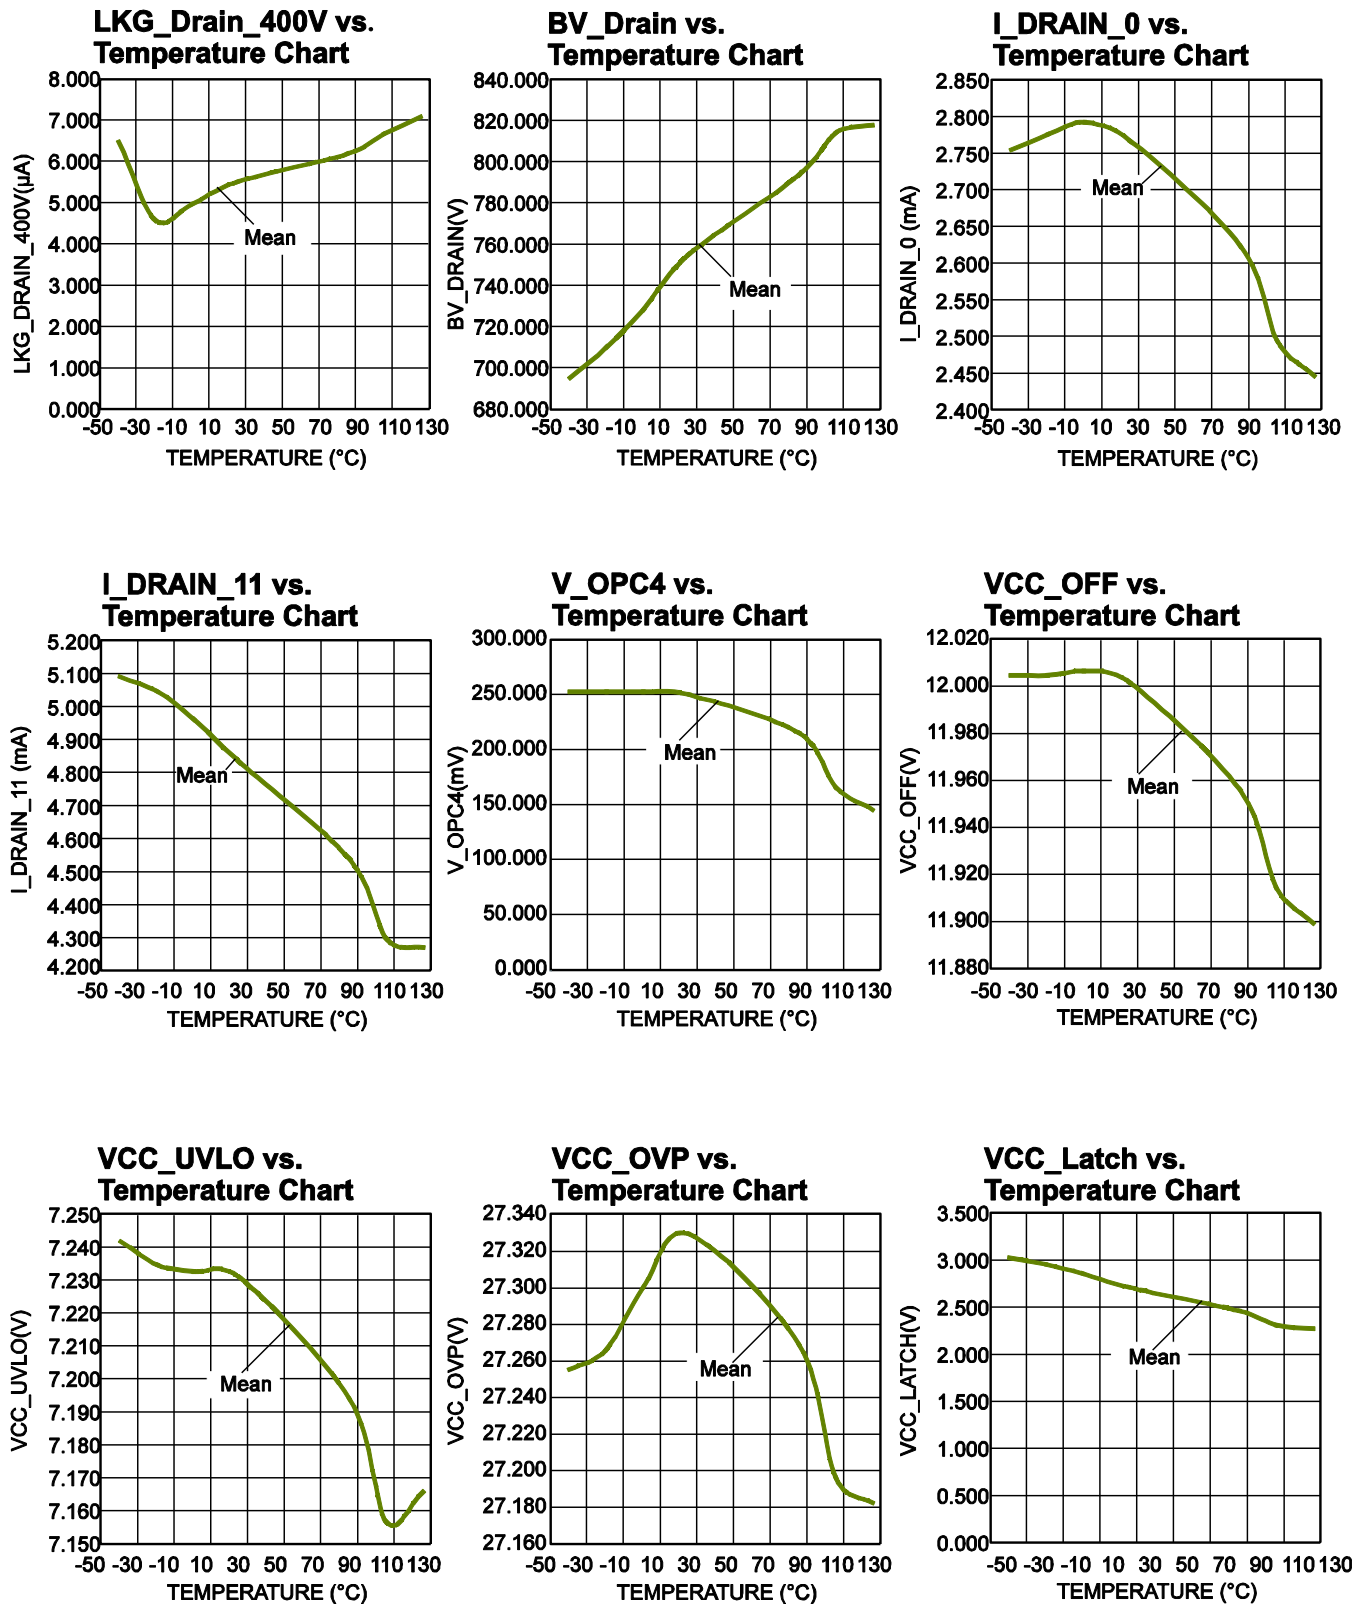 LKG_Drain_400V vs.
Temperature Chart
8.000
7.000
6.000
5.000
4.000
3.000
2.000
1.000
0.000
LKG_DRAIN_400V(µA)
Mean
-50 -30 -10 10 30 50 70 90 110 130
TEMPERATURE (°C)
BV_Drain vs.
Temperature Chart
840.000
820.000
800.000
780.000
760.000
740.000
720.000
700.000
680.000
BV_DRAIN(V)
Mean
-50 -30 -10 10 30 50 70 90 110 130
TEMPERATURE (°C)
I_DRAIN_0 vs.
Temperature Chart
2.850
2.800
2.750
2.700
2.650
2.600
2.550
2.500
2.450
2.400
I_DRAIN_0 (mA)
Mean
-50 -30 -10 10 30 50 70 90 110 130
TEMPERATURE (°C)
I_DRAIN_11 vs.
Temperature Chart
5.200
5.100
5.000
4.900
4.800
4.700
4.600
4.500
4.400
4.300
4.200
I_DRAIN_11 (mA)
Mean
-50 -30 -10 10 30 50 70 90 110 130
TEMPERATURE (°C)
V_OPC4 vs.
Temperature Chart
300.000
250.000
200.000
150.000
100.000
50.000
0.000
V_OPC4(mV)
Mean
-50 -30 -10 10 30 50 70 90 110 130
TEMPERATURE (°C)
VCC_OFF vs.
Temperature Chart
12.020
12.000
11.980
11.960
11.940
11.920
11.900
11.880
VCC_OFF(V)
Mean
-50 -30 -10 10 30 50 70 90 110 130
TEMPERATURE (°C)
VCC_UVLO vs.
Temperature Chart
7.250
7.240
7.230
7.220
7.210
7.200
7.190
7.180
7.170
7.160
7.150
VCC_UVLO(V)
Mean
-50 -30 -10 10 30 50 70 90 110 130
TEMPERATURE (°C)
VCC_OVP vs.
Temperature Chart
27.340
27.320
27.300
27.280
27.260
27.240
27.220
27.200
27.180
27.160
VCC_OVP(V)
Mean
-50 -30 -10 10 30 50 70 90 110 130
TEMPERATURE (°C)
VCC_Latch vs.
Temperature Chart
3.500
3.000
2.500
2.000
1.500
1.000
0.500
0.000
VCC_LATCH(V)
Mean
-50 -30 -10 10 30 50 70 90 110 130
TEMPERATURE (°C)